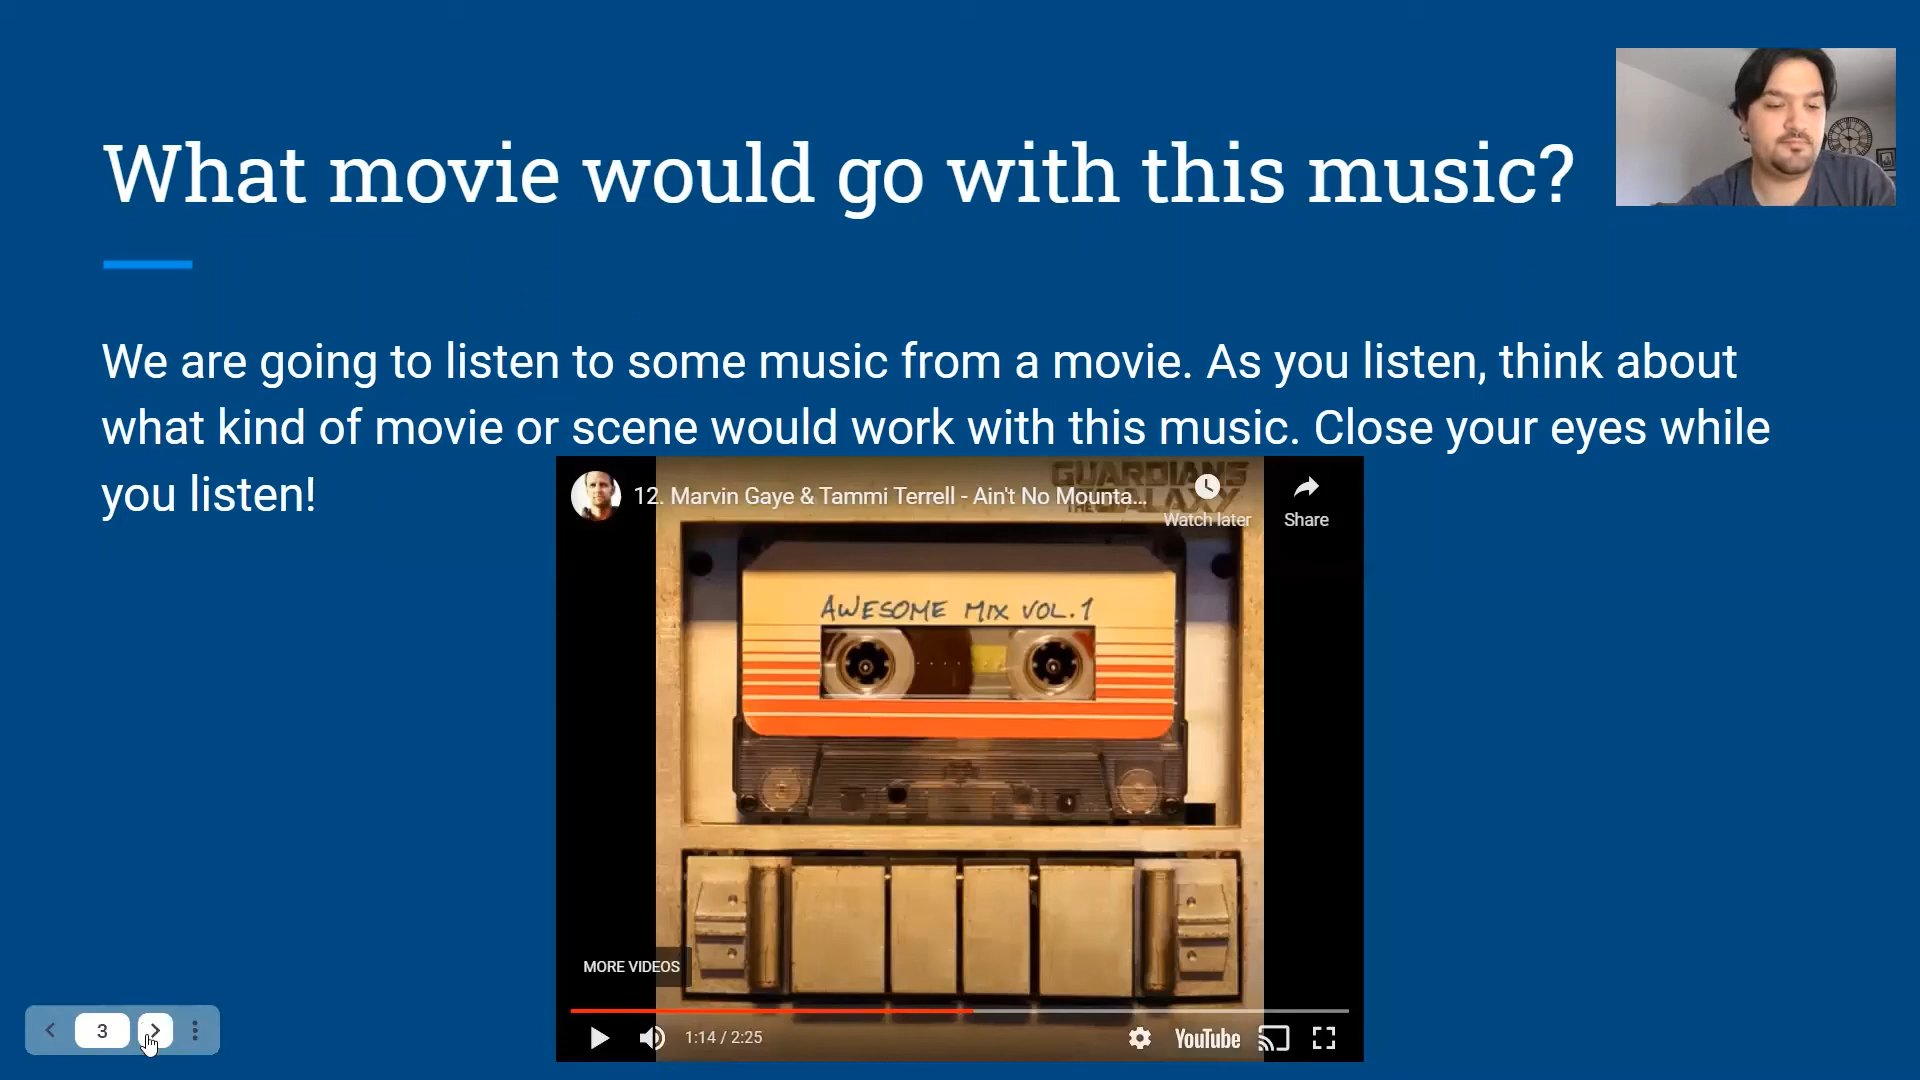 What movie would go with this music?
We are going to listen to some music from a movie. As you listen, think about
what kind of movie or scene would work with this music. Close your eyes while
you listen!
GUARDIANS
THE GALAXY
12. Marvin Gaye & Tammi Terrell - Ain't No Mounta...
Watch later
Share
AWESOME MIX VOL.1
MORE VIDEOS
1:14 / 2:25
YouTube
3